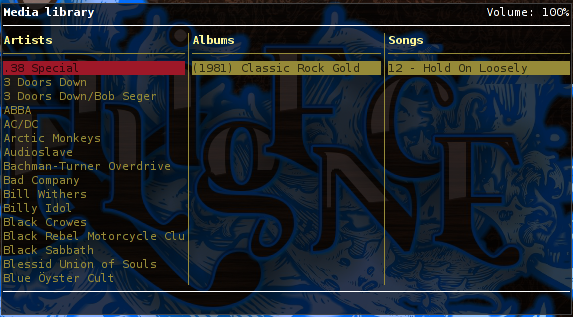 Media library Volume: 100%
Artists Albums Songs
.38 Special (1981) Classic Rock Gold 12 - Hold On Loosely
3 Doors Down
3 Doors Down/Bob Seger
ABBA
AC/DC
Arctic Monkeys
Audioslave
Bachman-Turner Overdrive
Bad Company
Bill Withers
Billy Idol
Black Crowes
Black Rebel Motorcycle Clu
Black Sabbath
Blessid Union of Souls
Blue Öyster Cult